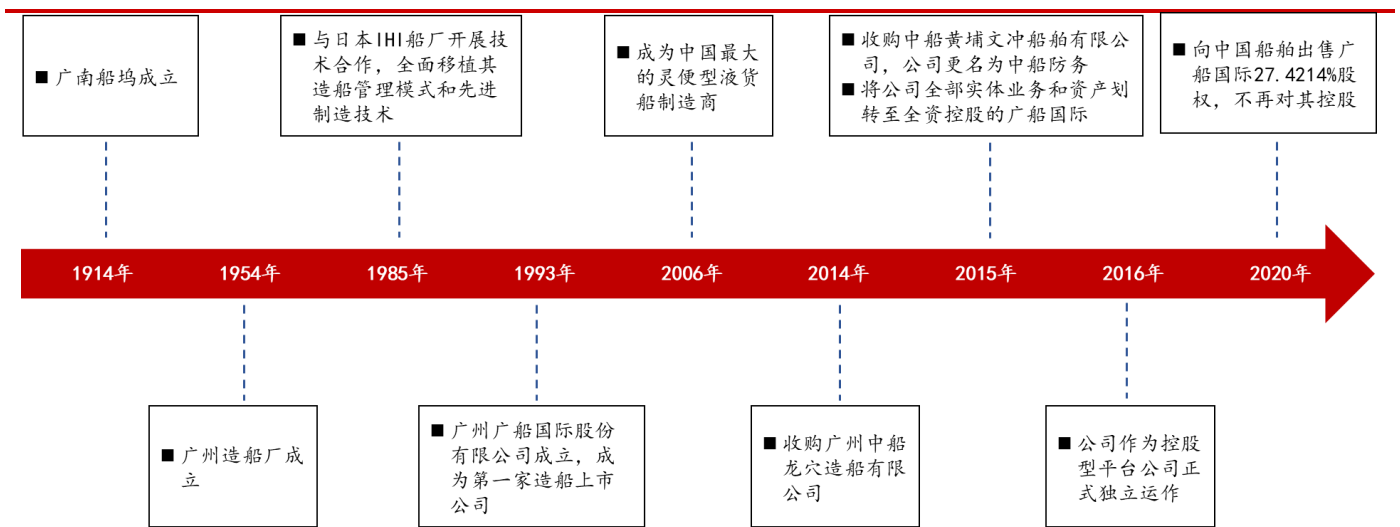 ■ 广南船坞成立
■ 与日本IHI船厂开展技
术合作，全面移植其
造船管理模式和先进
制造技术
■ 成为中国最大
的灵便型液货
船制造商
■ 收购中船黄埔文冲船舶有限公
司，公司更名为中船防务
■ 将公司全部实体业务和资产划
转至全资控股的广船国际
■ 向中国船舶出售广
船国际27.4214%股
权，不再对其控股
1914年 1954年 1985年 1993年 2006年 2014年 2015年 2016年 2020年
■ 广州造船厂成
立
■ 广州广船国际股份
有限公司成立，成
为第一家造船上市
公司
■ 收购广州中船
龙穴造船有限
公司
■ 公司作为控股
型平台公司正
式独立运作